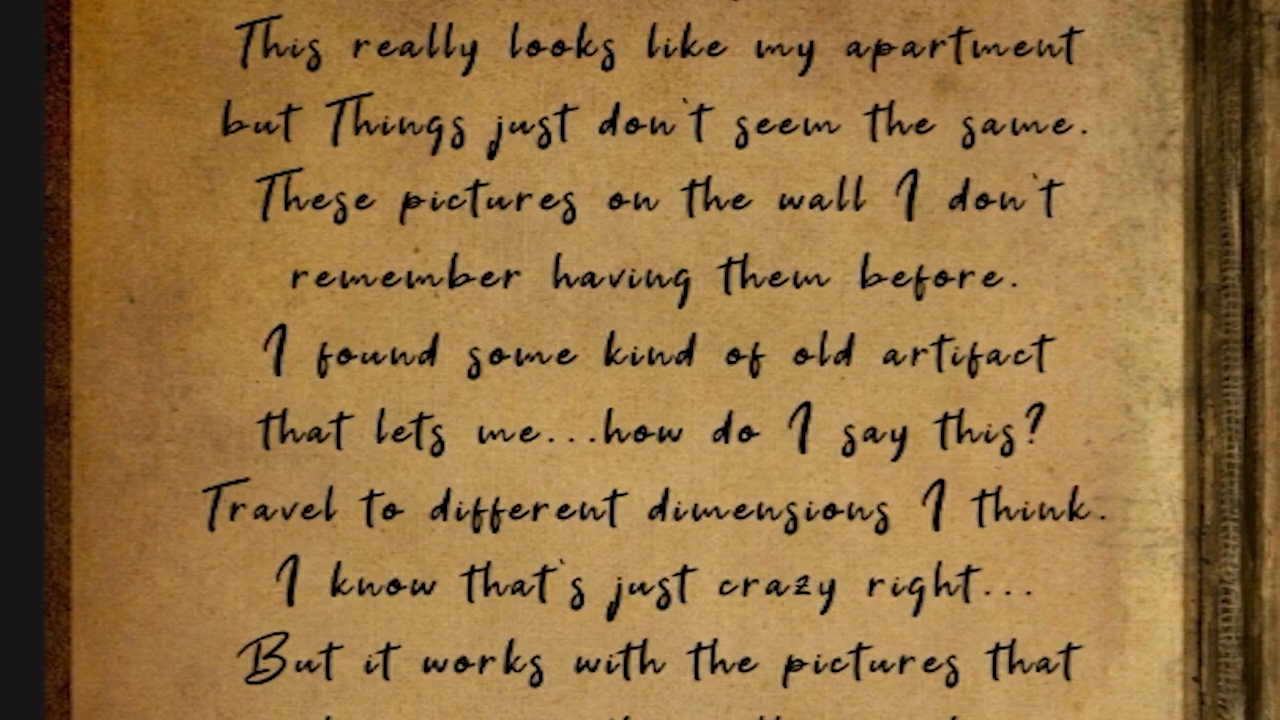 This really looks like my apartment
but Things just don't seem the same.
These pictures on the wall I don't
remember having them before.
I found some kind of old artifact
that lets me...how do I say this?
Travel to different dimensions I think.
I know that's just crazy right...
But it works with the pictures that